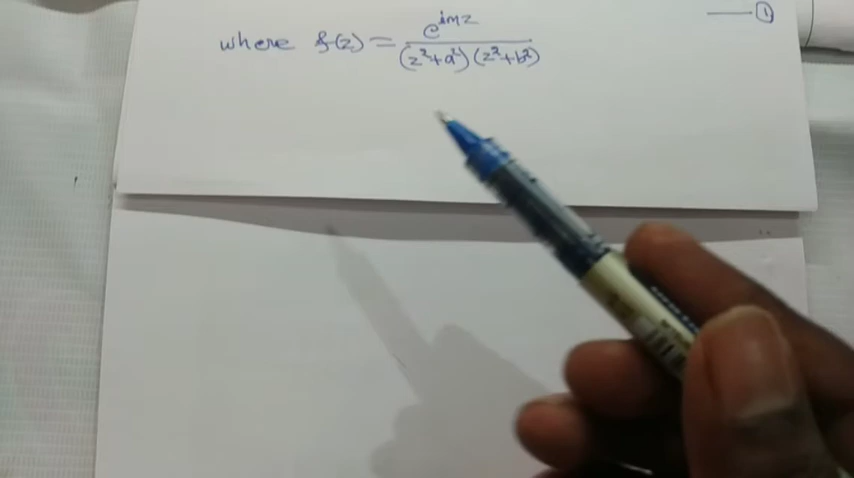 where f(z) = e^{imz} / (z²+a²)(z²+b²) —— ①